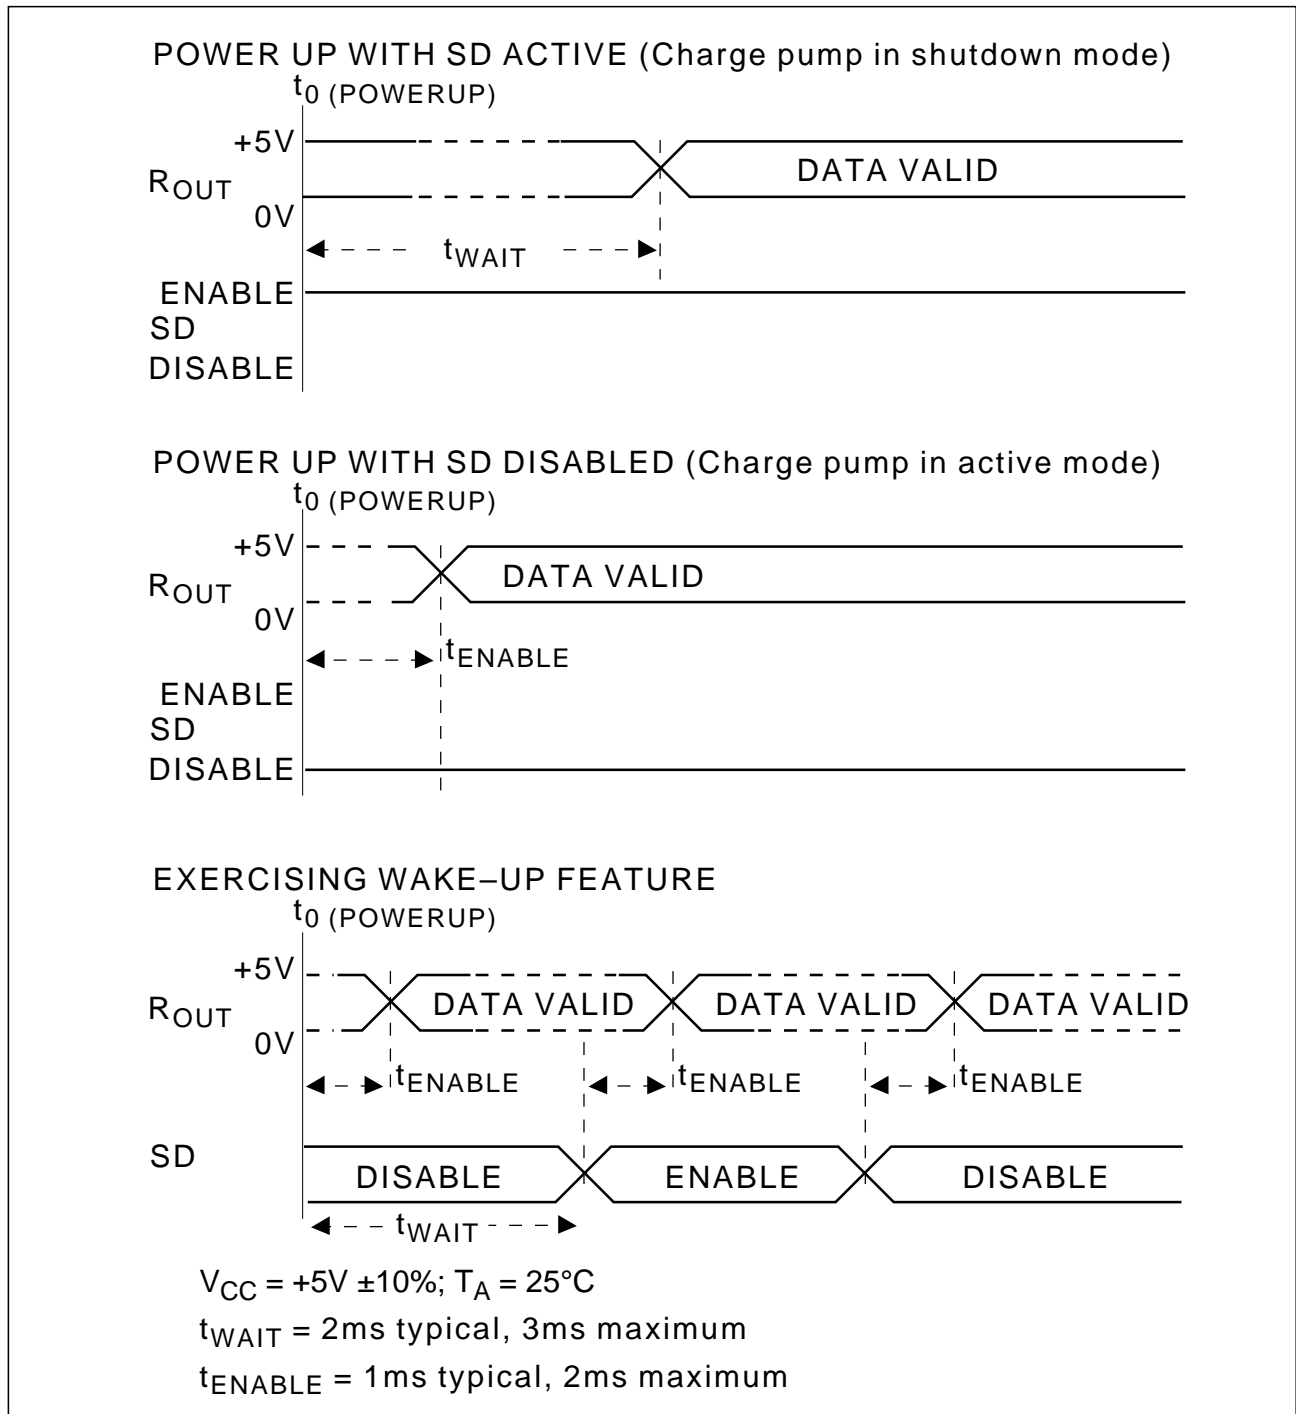 POWER UP WITH SD ACTIVE (Charge pump in shutdown mode)
t0 (POWERUP)
+5V
ROUT
DATA VALID
0V
tWAIT
ENABLE
SD
DISABLE
POWER UP WITH SD DISABLED (Charge pump in active mode)
t0 (POWERUP)
+5V
ROUT
DATA VALID
0V
tENABLE
ENABLE
SD
DISABLE
EXERCISING WAKE–UP FEATURE
t0 (POWERUP)
+5V
ROUT
DATA VALID DATA VALID DATA VALID
0V
tENABLE tENABLE tENABLE
SD
DISABLE ENABLE DISABLE
tWAIT
VCC = +5V ±10%; TA = 25°C
tWAIT = 2ms typical, 3ms maximum
tENABLE = 1ms typical, 2ms maximum